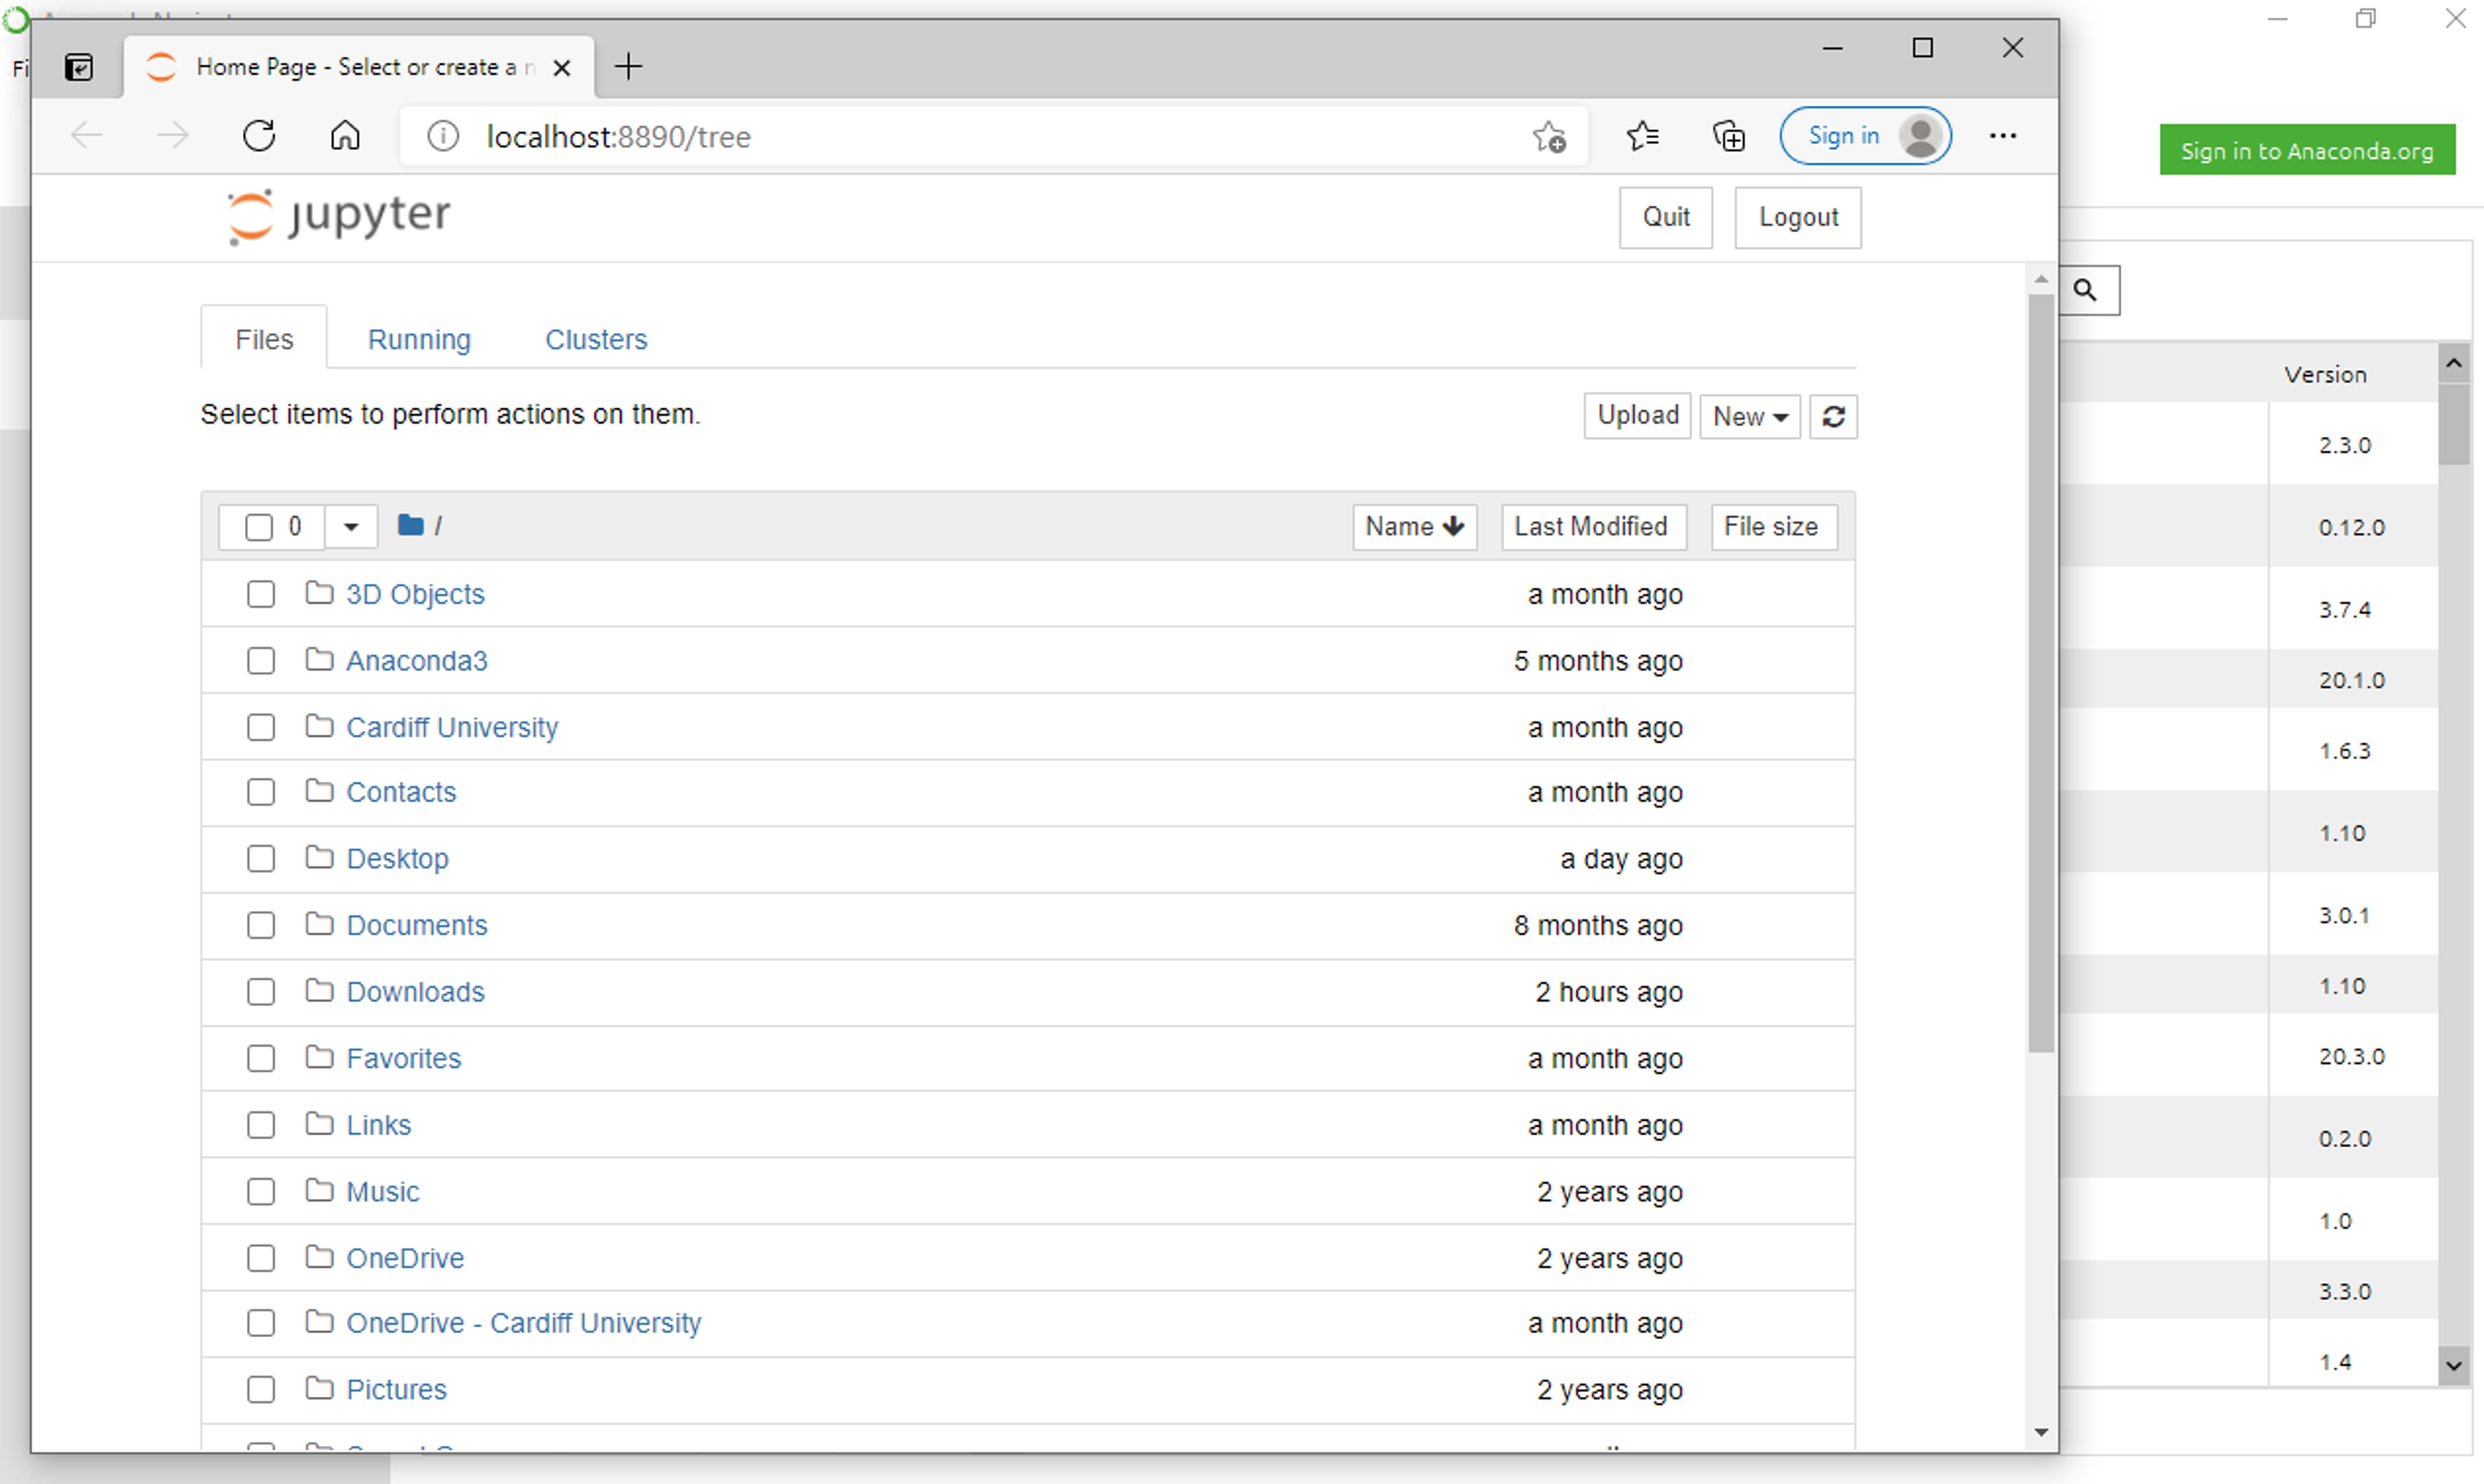 Fi
Home Page - Select or create a n
localhost:8890/tree
Sign in
Sign in to Anaconda.org
jupyter
Quit
Logout
Files
Running
Clusters
Select items to perform actions on them.
Upload
New
0
/
Name
Last Modified
File size
3D Objects a month ago
Anaconda3 5 months ago
Cardiff University a month ago
Contacts a month ago
Desktop a day ago
Documents 8 months ago
Downloads 2 hours ago
Favorites a month ago
Links a month ago
Music 2 years ago
OneDrive 2 years ago
OneDrive - Cardiff University a month ago
Pictures 2 years ago
Version
2.3.0
0.12.0
3.7.4
20.1.0
1.6.3
1.10
3.0.1
1.10
20.3.0
0.2.0
1.0
3.3.0
1.4